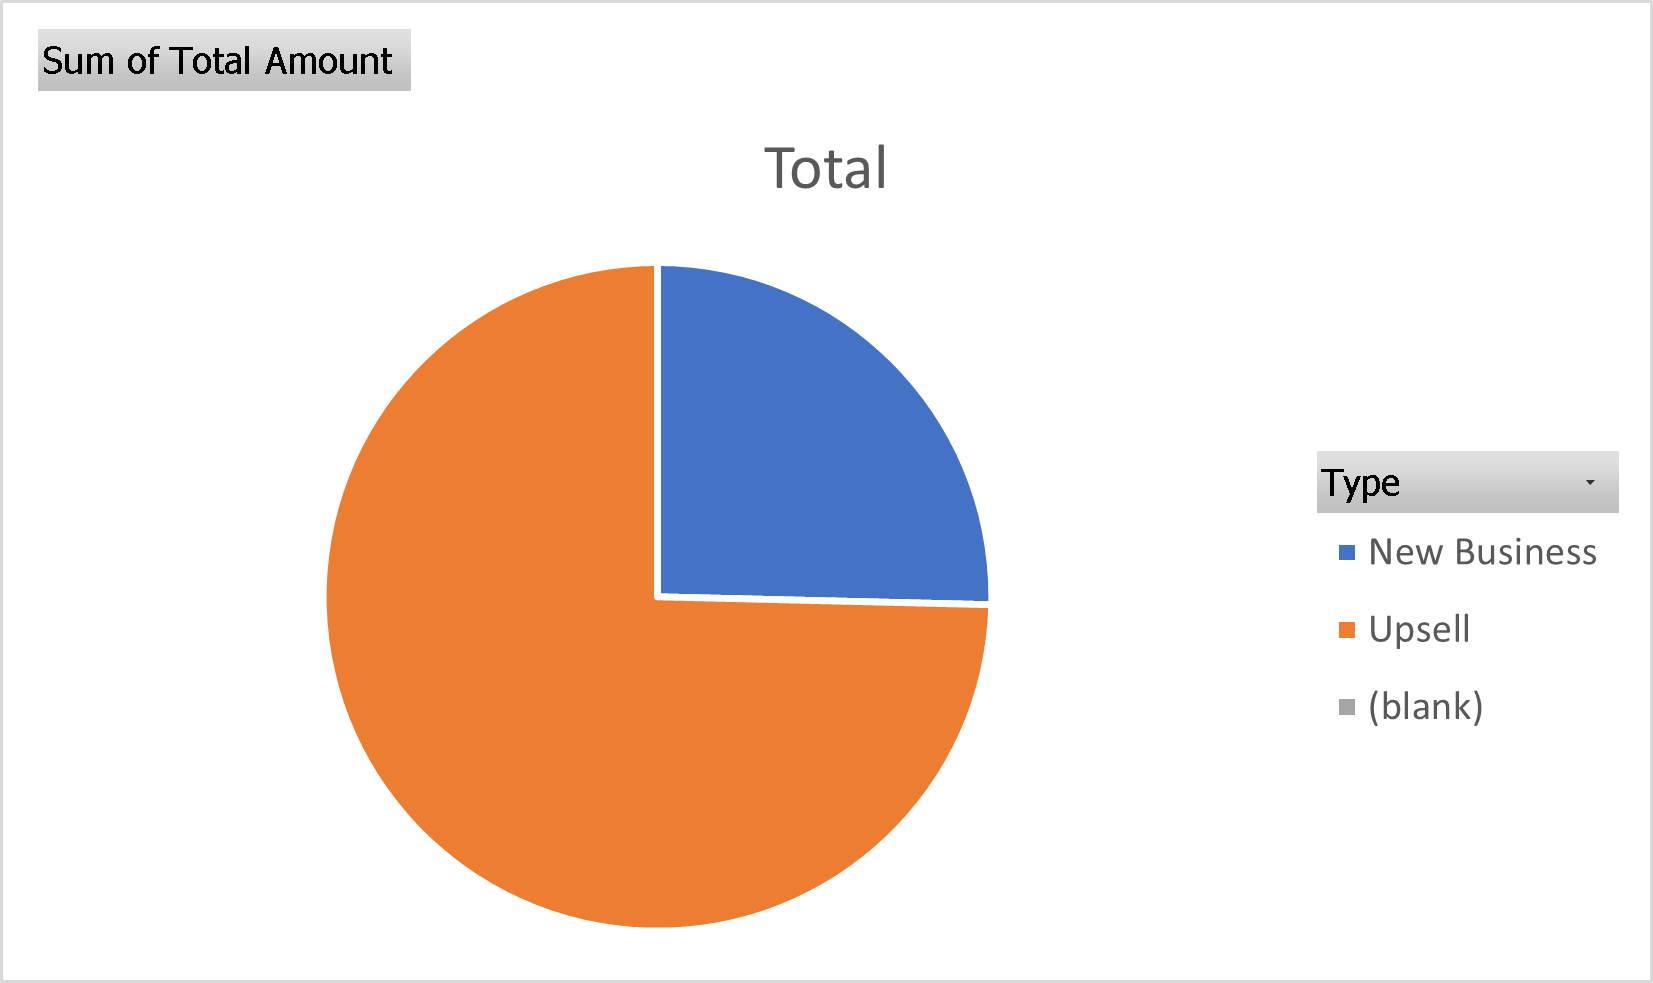 Sum of Total Amount
Total
Type
New Business
Upsell
(blank)